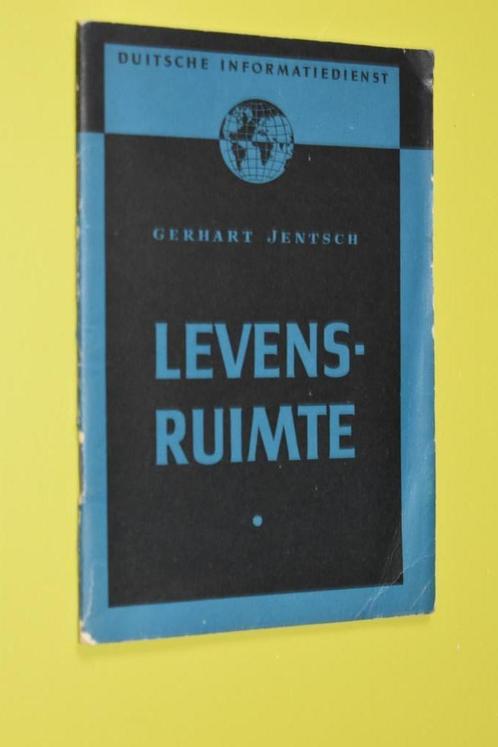 DUITSCHE INFORMATIEDIENST
GERHART JENTSCH
LEVENS-
RUIMTE